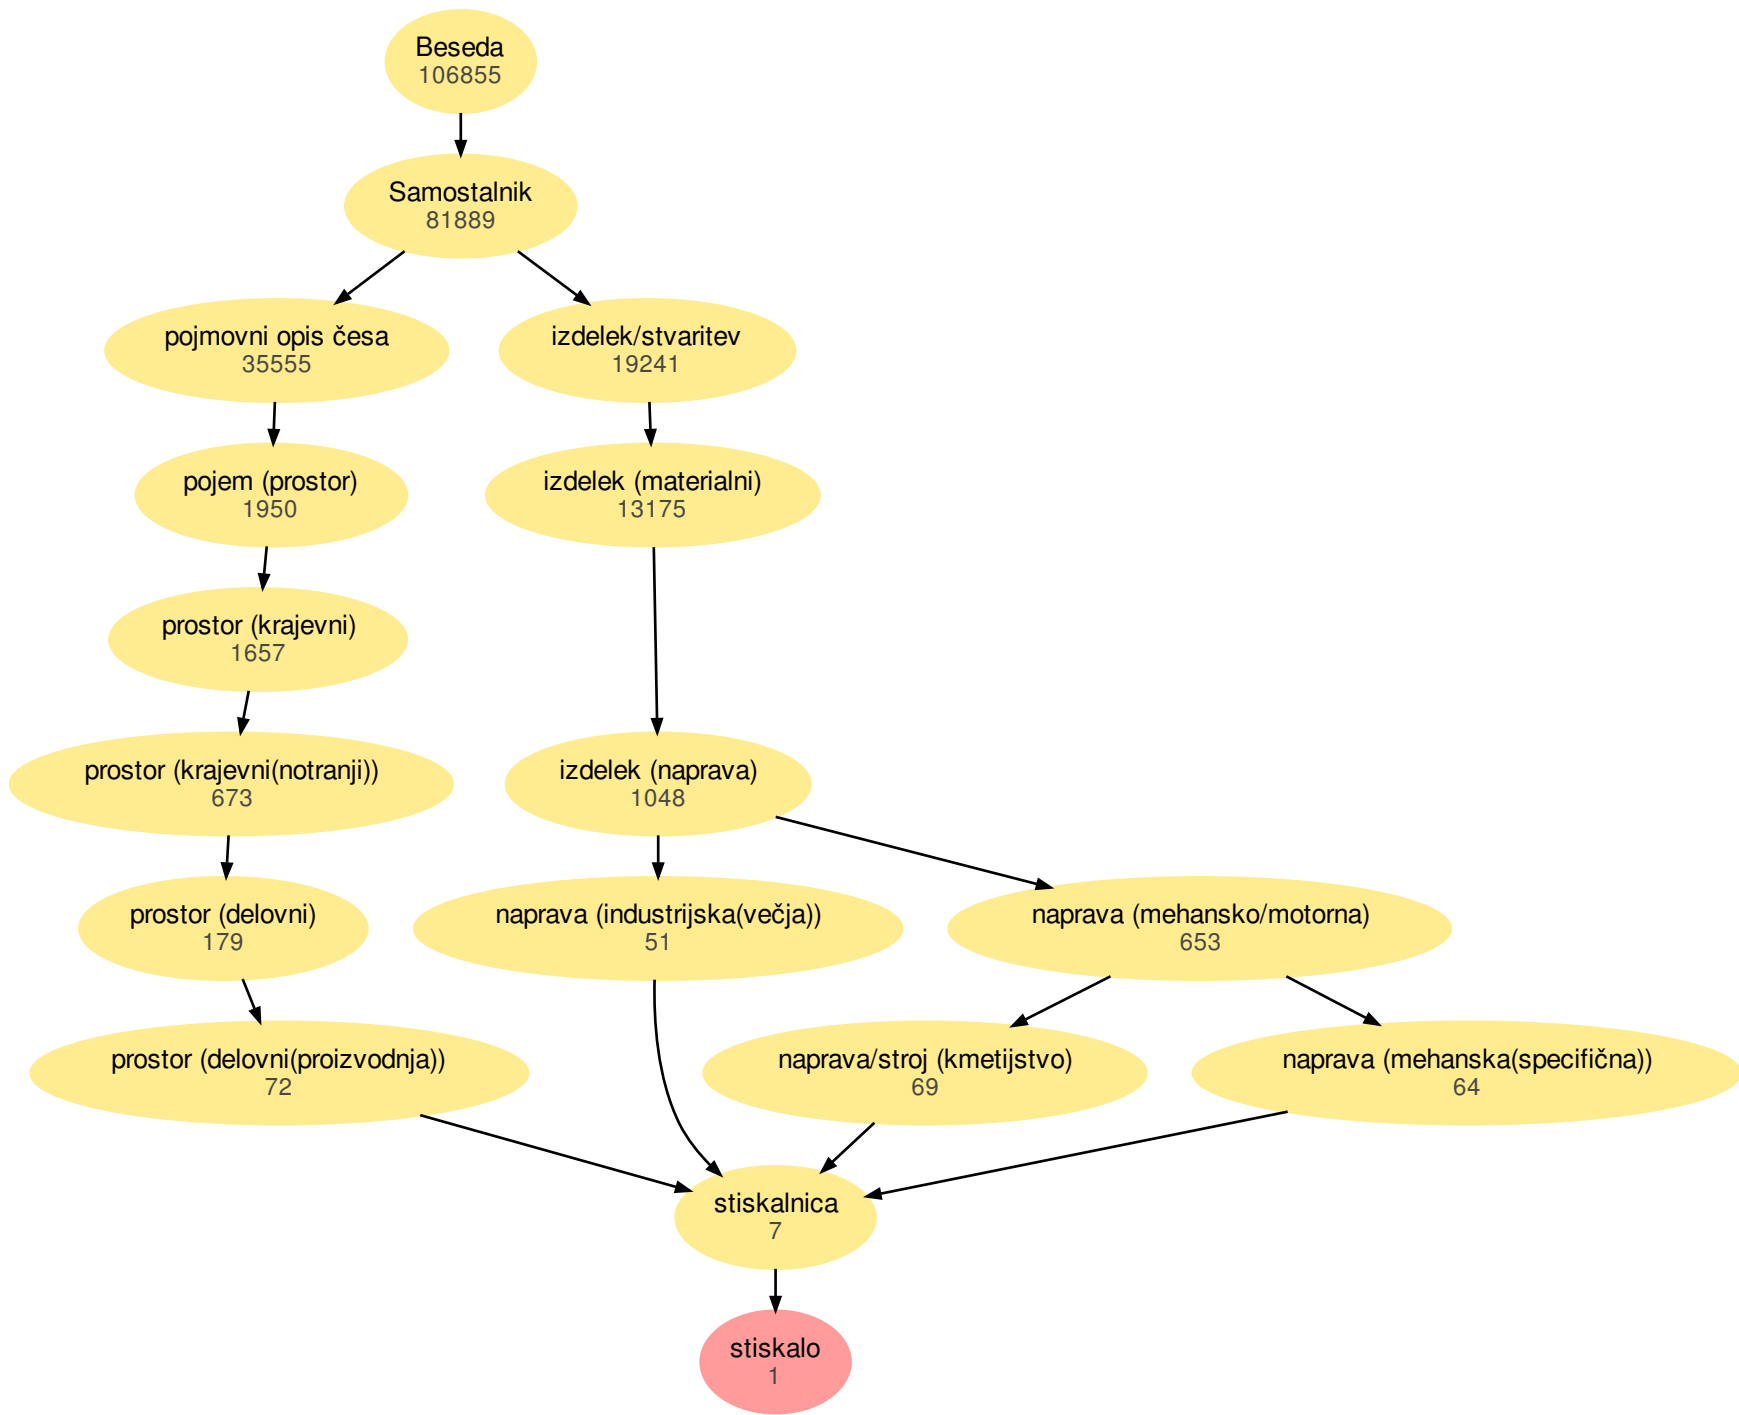 Beseda
106855
Samostalnik
81889
pojmovni opis česa
35555
izdelek/stvaritev
19241
pojem (prostor)
1950
izdelek (materialni)
13175
prostor (krajevni)
1657
prostor (krajevni(notranji))
673
izdelek (naprava)
1048
prostor (delovni)
179
naprava (industrijska(večja))
51
naprava (mehansko/motorna)
653
prostor (delovni(proizvodnja))
72
naprava/stroj (kmetijstvo)
69
naprava (mehanska(specifična))
64
stiskalnica
7
stiskalo
1